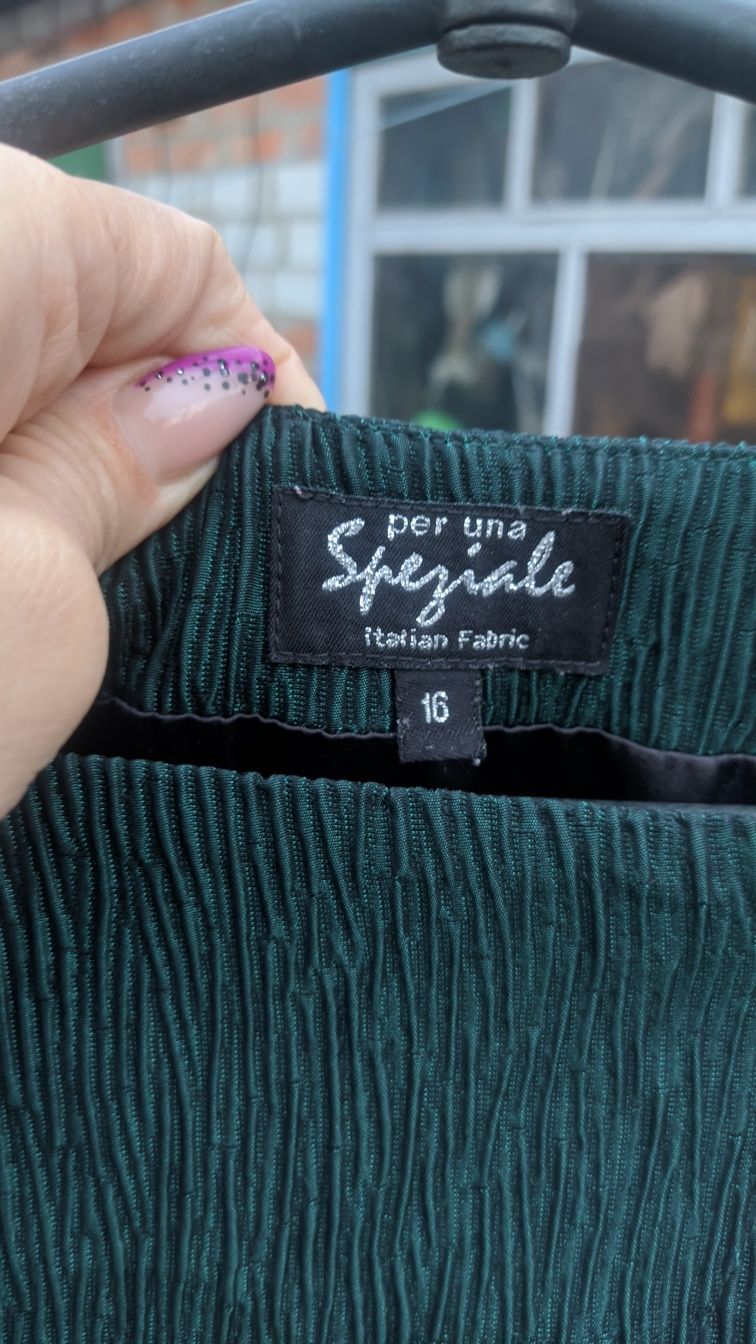 per una
Speziale
italian Fabric
16